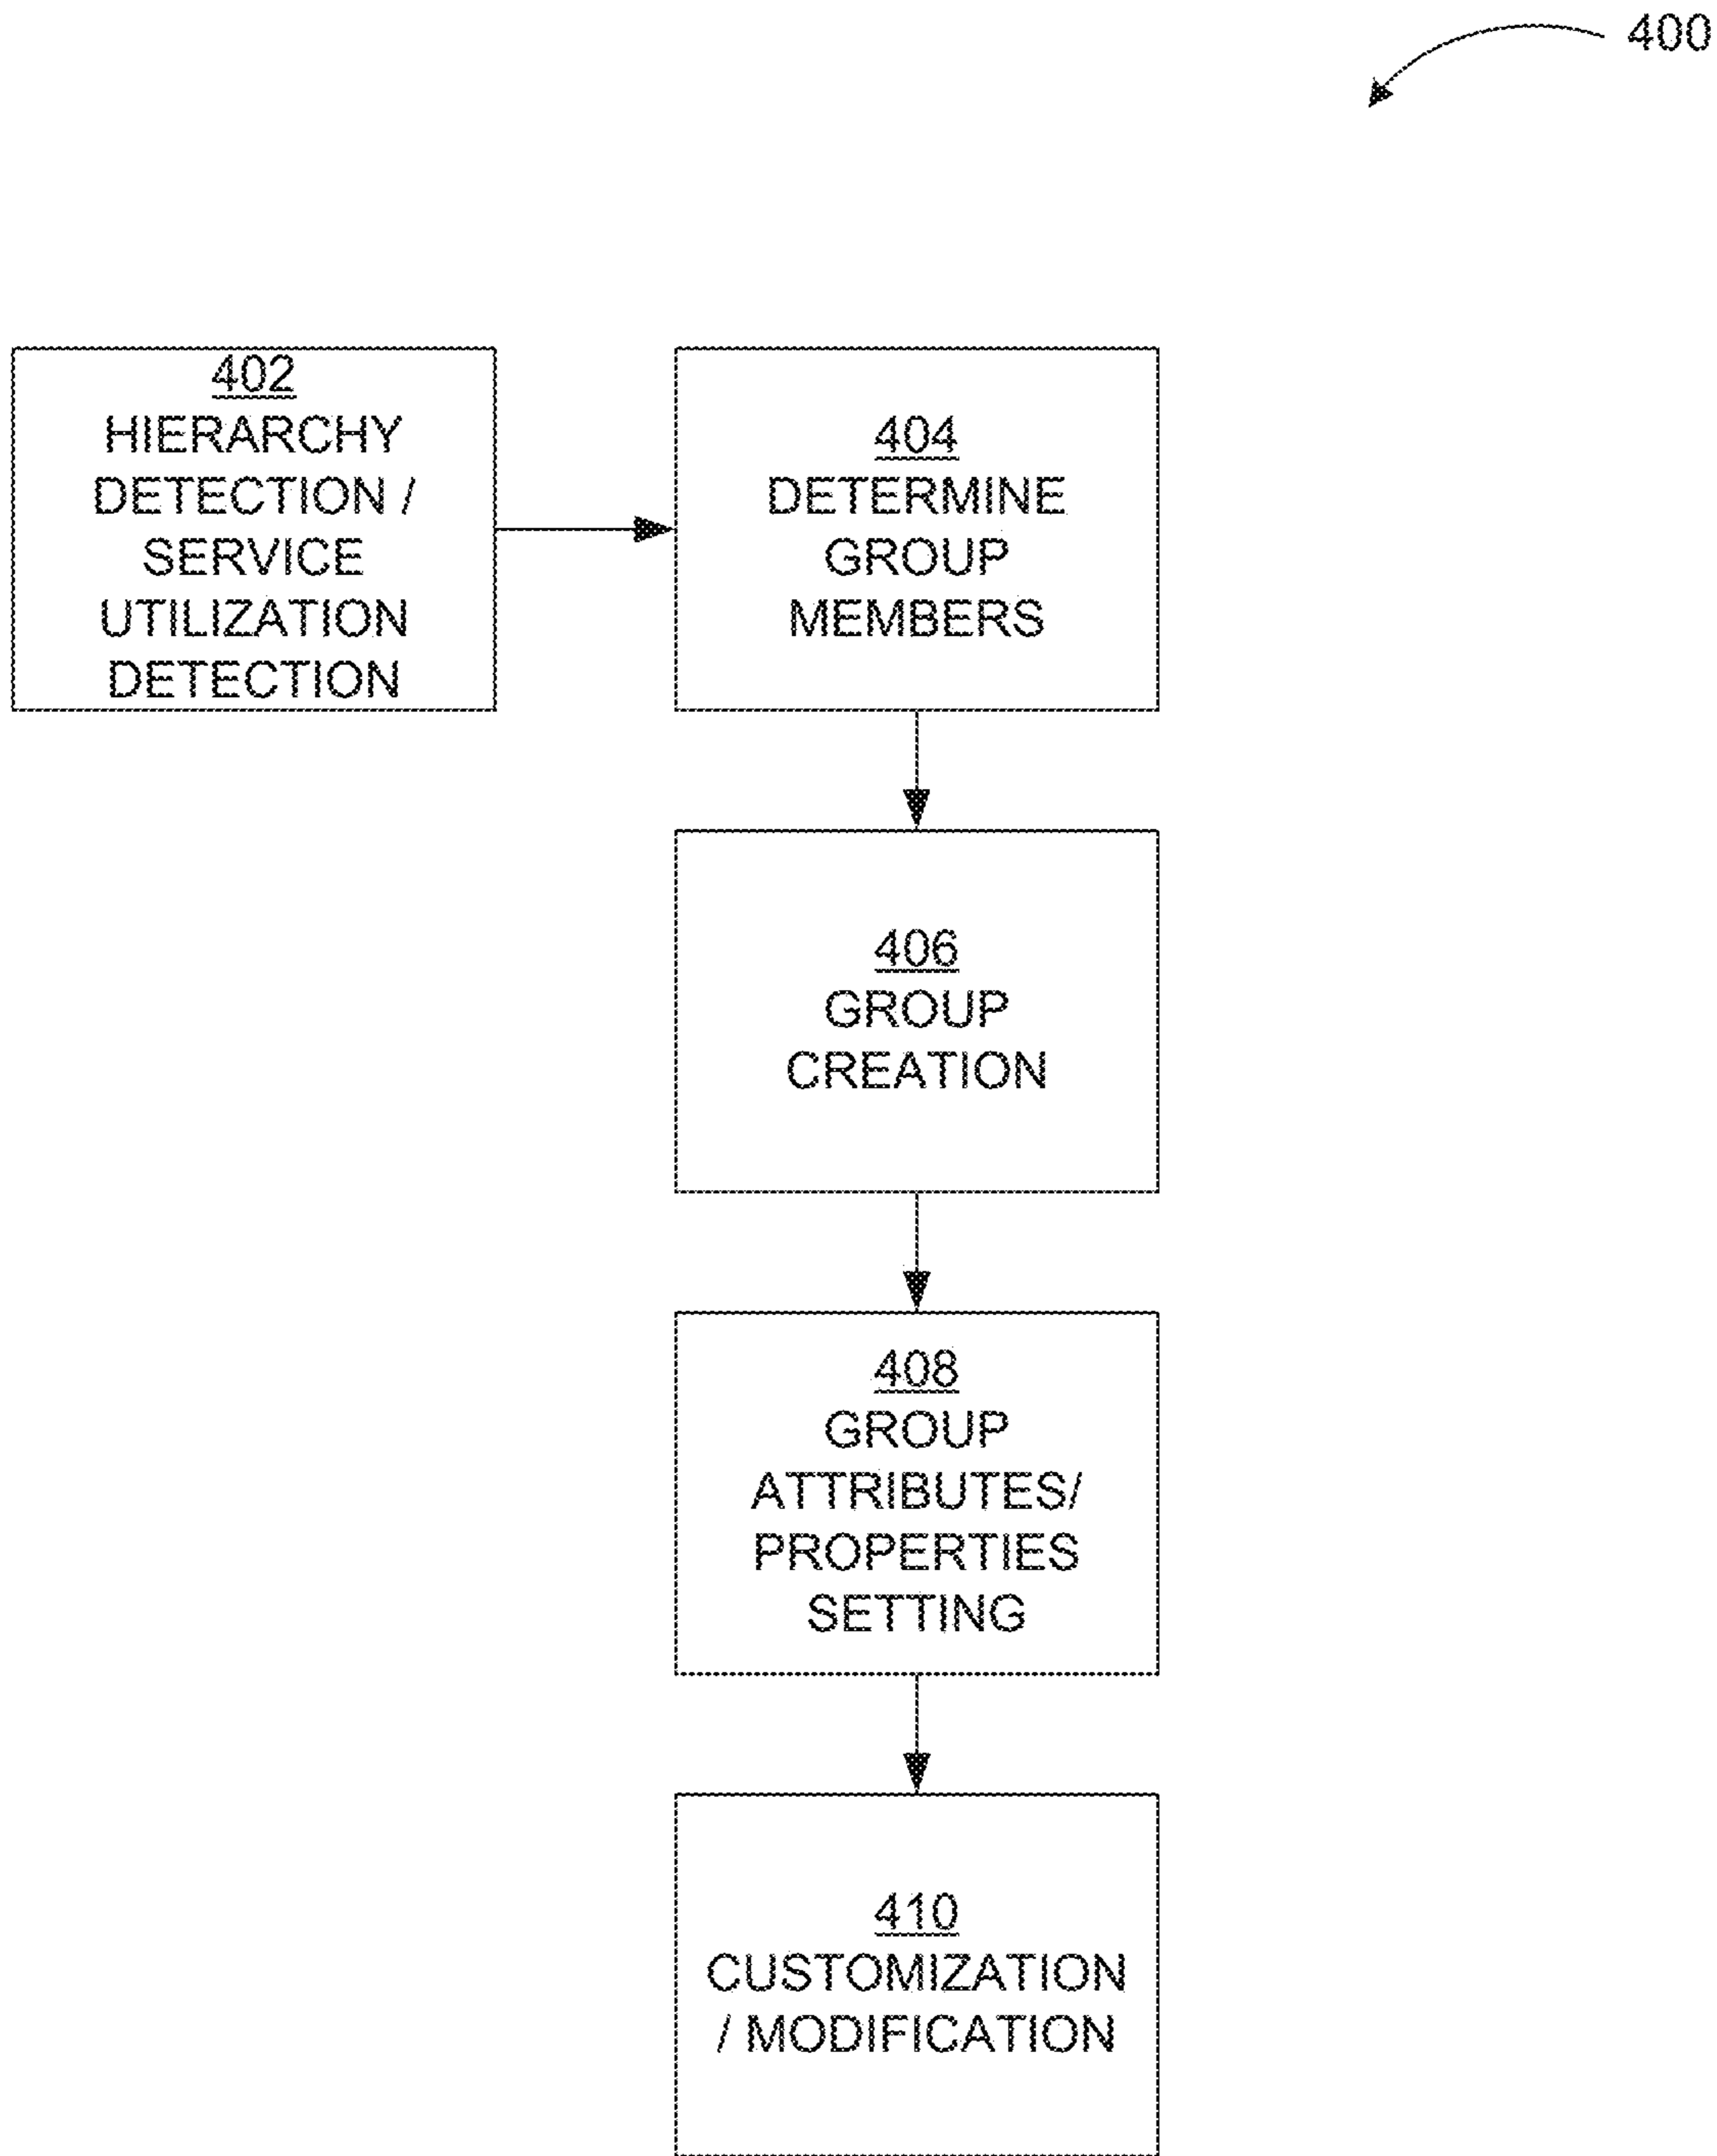 400
402
HIERARCHY
DETECTION /
SERVICE
UTILIZATION
DETECTION
404
DETERMINE
GROUP
MEMBERS
406
GROUP
CREATION
408
GROUP
ATTRIBUTES/
PROPERTIES
SETTING
410
CUSTOMIZATION
/ MODIFICATION